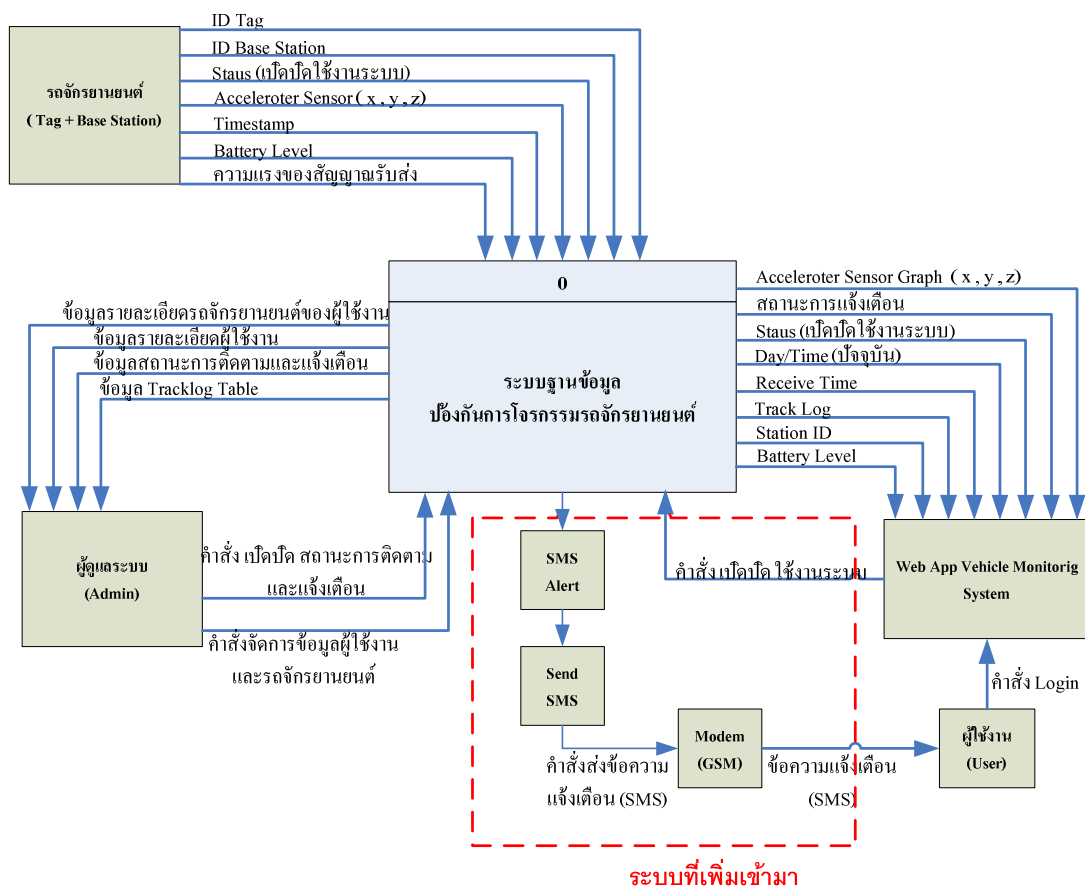 ID Tag
ID Base Station
Staus (เปิดปิดใช้งานระบบ)
Acceleroter Sensor ( x , y , z )
Timestamp
Battery Level
ความแรงของสัญญาณรับส่ง
รถจักรยานยนต์
( Tag + Base Station)
0
ระบบฐานข้อมูล
ป้องกันการโจรกรรมรถจักรยานยนต์
ข้อมูลรายละเอียดรถจักรยานยนต์ของผู้ใช้งาน
ข้อมูลรายละเอียดผู้ใช้งาน
ข้อมูลสถานะการติดตามและแจ้งเตือน
ข้อมูล Tracklog Table
Acceleroter Sensor Graph ( x , y , z )
สถานะการแจ้งเตือน
Staus (เปิดปิดใช้งานระบบ)
Day/Time (ปัจจุบัน)
Receive Time
Track Log
Station ID
Battery Level
ผู้ดูแลระบบ
(Admin)
คำสั่ง เปิดปิด สถานะการติดตาม
และแจ้งเตือน
คำสั่งจัดการข้อมูลผู้ใช้งาน
และรถจักรยานยนต์
SMS
Alert
Send
SMS
คำสั่ง เปิดปิด ใช้งานระบบ
Web App Vehicle Monitorig
System
คำสั่ง Login
Modem
(GSM)
ผู้ใช้งาน
(User)
คำสั่งส่งข้อความ
แจ้งเตือน (SMS)
ข้อความแจ้งเตือน
(SMS)
ระบบที่เพิ่มเข้ามา